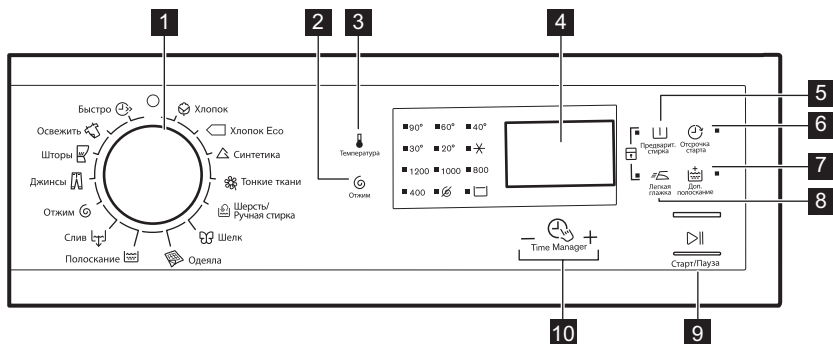 1
2
3
4
5
6
7
8
9
10
Быстро
Освежить
Шторы
Джинсы
Отжим
Слив
Полоскание
Хлопок
Хлопок Eco
Синтетика
Тонкие ткани
Шерсть/
Ручная стирка
Шелк
Одеяла
Температура
Отжим
90° 60° 40°
30° 20°
1200 1000 800
400
Предварит.
стирка
Отсрочка
старта
Легкая
глажка
Доп.
полоскание
− +
Time Manager
Старт/Пауза